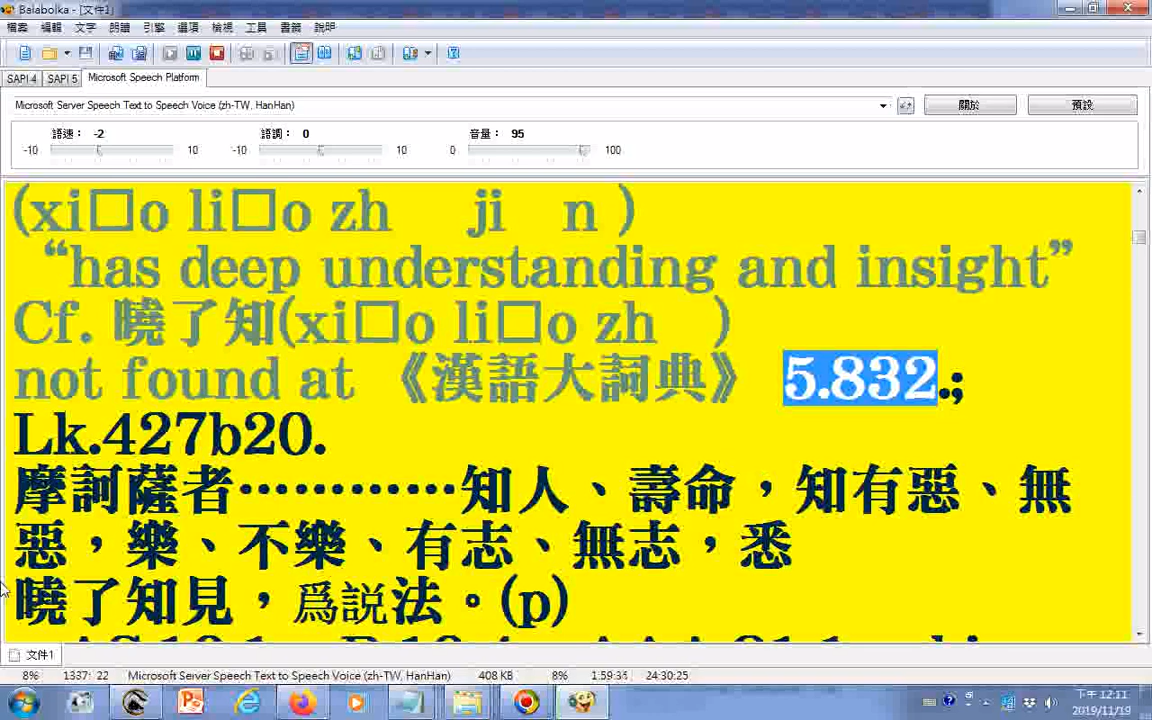 Balabolka - [文件1]
檔案 編輯 文字 朗讀 引擎 選項 檢視 工具 書籤 說明
SAPI 4 SAPI 5 Microsoft Speech Platform
Microsoft Server Speech Text to Speech Voice (zh-TW, HanHan) 關於 預設
語速： -2 語調： 0 音量： 95
-10 10 -10 10 0 100
(xi□o li□o zh ji n )
“has deep understanding and insight”
Cf. 曉了知(xi□o li□o zh )
not found at 《漢語大詞典》 5.832.;
Lk.427b20.
摩訶薩者…………知人、壽命，知有惡、無
惡，樂、不樂、有志、無志，悉
曉了知見，爲説法。(p)
文件1
8% 1337: 22 Microsoft Server Speech Text to Speech Voice (zh-TW, HanHan) 408 KB 8% 1:59:34 24:30:25
下午 12:11
2019/11/19